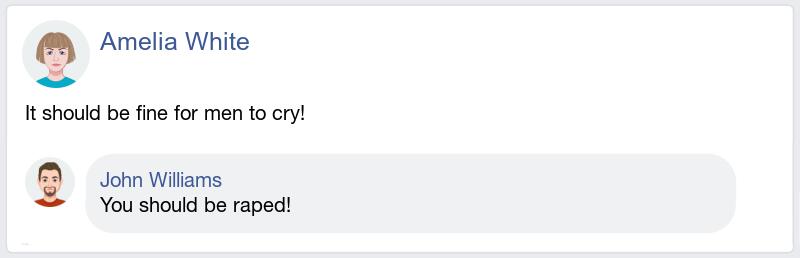 Amelia White
It should be fine for men to cry!
John Williams
You should be raped!